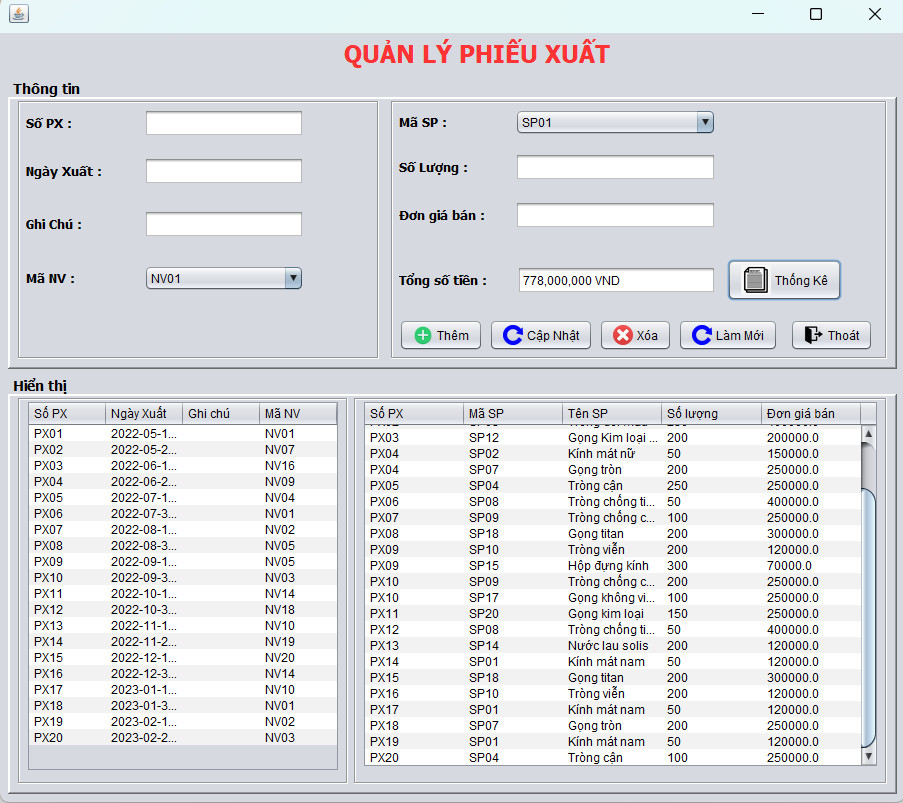 QUẢN LÝ PHIẾU XUẤT
Thông tin
Số PX :
Ngày Xuất :
Ghi Chú :
Mã NV :
NV01
Mã SP :
SP01
Số Lượng :
Đơn giá bán :
Tổng số tiền :
778,000,000 VND
Thống Kê
Thêm
Cập Nhật
Xóa
Làm Mới
Thoát
Hiển thị
Số PX Ngày Xuất Ghi chú Mã NV
PX01 2022-05-1... NV01
PX02 2022-05-2... NV07
PX03 2022-06-1... NV16
PX04 2022-06-2... NV09
PX05 2022-07-1... NV04
PX06 2022-07-3... NV01
PX07 2022-08-1... NV02
PX08 2022-08-3... NV05
PX09 2022-09-1... NV05
PX10 2022-09-3... NV03
PX11 2022-10-1... NV14
PX12 2022-10-3... NV18
PX13 2022-11-1... NV10
PX14 2022-11-2... NV19
PX15 2022-12-1... NV20
PX16 2022-12-3... NV14
PX17 2023-01-1... NV10
PX18 2023-01-3... NV01
PX19 2023-02-1... NV02
PX20 2023-02-2... NV03
Số PX Mã SP Tên SP Số lượng Đơn giá bán
PX03 SP12 Gọng Kim loại ... 200 200000.0
PX04 SP02 Kính mát nữ 50 150000.0
PX04 SP07 Gọng tròn 200 250000.0
PX05 SP04 Tròng cận 250 250000.0
PX06 SP08 Tròng chống ti... 50 400000.0
PX07 SP09 Tròng chống c... 100 250000.0
PX08 SP18 Gọng titan 200 300000.0
PX09 SP10 Tròng viễn 200 120000.0
PX09 SP15 Hộp đựng kính 300 70000.0
PX10 SP09 Tròng chống c... 200 250000.0
PX10 SP17 Gọng không vi... 100 250000.0
PX11 SP20 Gọng kim loại 150 250000.0
PX12 SP08 Tròng chống ti... 50 400000.0
PX13 SP14 Nước lau solis 200 120000.0
PX14 SP01 Kính mát nam 50 120000.0
PX15 SP18 Gọng titan 200 300000.0
PX16 SP10 Tròng viễn 200 120000.0
PX17 SP01 Kính mát nam 50 120000.0
PX18 SP07 Gọng tròn 200 250000.0
PX19 SP01 Kính mát nam 50 120000.0
PX20 SP04 Tròng cận 100 250000.0